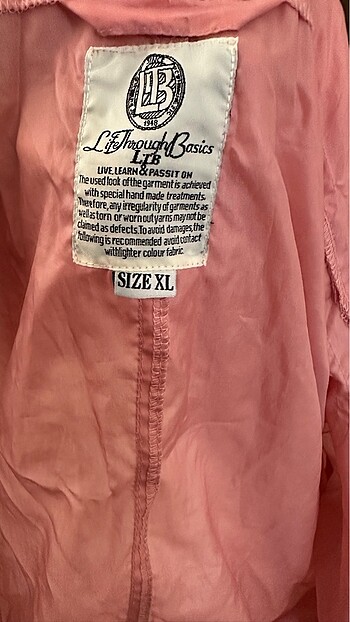 LTB
1948
Life Through Basics
LTB
LIVE, LEARN & PASS IT ON
The used look of the garment is achieved
with special hand made treatments.
Therefore, any irregularity of garments as
well as torn or worn out yarns may not be
claimed as defects. To avoid damages, the
following is recommended avoid contact
with lighter colour fabric.
SIZE XL